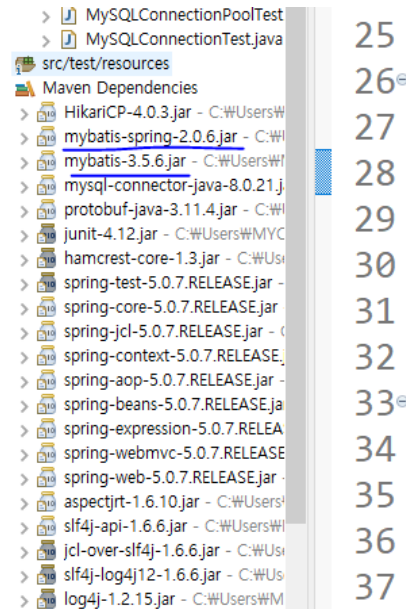 MySQLConnectionPoolTest
MySQLConnectionTest.java
src/test/resources
Maven Dependencies
HikariCP-4.0.3.jar - C:₩Users₩
mybatis-spring-2.0.6.jar - C:₩
mybatis-3.5.6.jar - C:₩Users₩
mysql-connector-java-8.0.21.j
protobuf-java-3.11.4.jar - C:₩
junit-4.12.jar - C:₩Users₩MYC
hamcrest-core-1.3.jar - C:₩Use
spring-test-5.0.7.RELEASE.jar -
spring-core-5.0.7.RELEASE.jar
spring-jcl-5.0.7.RELEASE.jar -
spring-context-5.0.7.RELEASE.
spring-aop-5.0.7.RELEASE.jar -
spring-beans-5.0.7.RELEASE.ja
spring-expression-5.0.7.RELEA
spring-webmvc-5.0.7.RELEASE
spring-web-5.0.7.RELEASE.jar
aspectjrt-1.6.10.jar - C:₩Users
slf4j-api-1.6.6.jar - C:₩Users₩
jcl-over-slf4j-1.6.6.jar - C:₩Us
slf4j-log4j12-1.6.6.jar - C:₩Us
log4j-1.2.15.jar - C:₩Users₩M
25
26
27
28
29
30
31
32
33
34
35
36
37